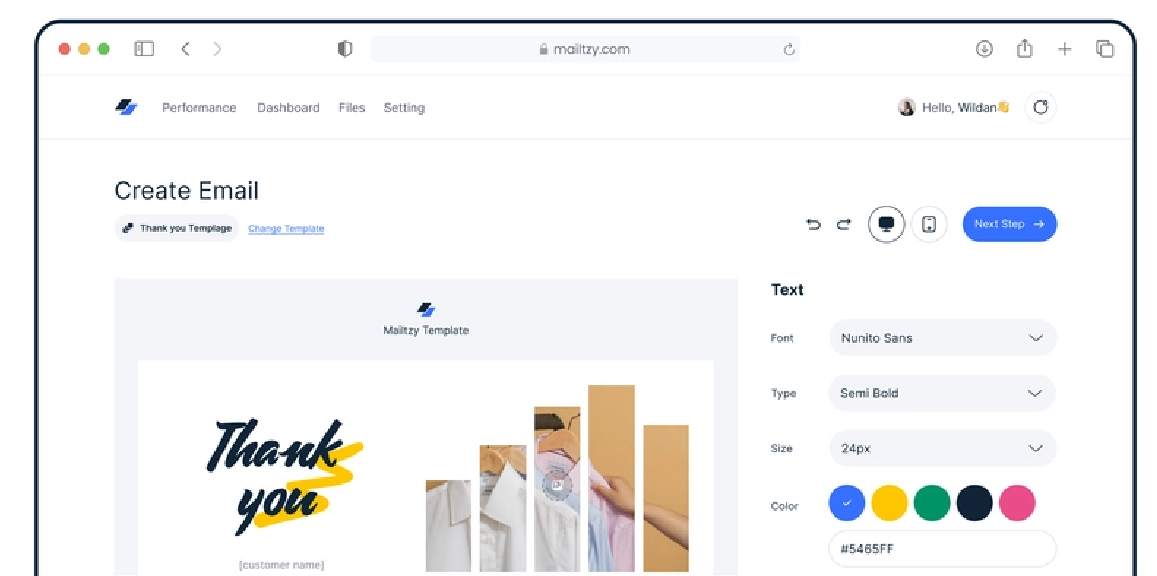 mailtzy.com
Performance Dashboard Files Setting
Hello, Wildan👋
Create Email
Thank you Templage Change Template
Next Step →
Mailtzy Template
Thank
you
[customer name]
Text
Font Nunito Sans
Type Semi Bold
Size 24px
Color
#5465FF